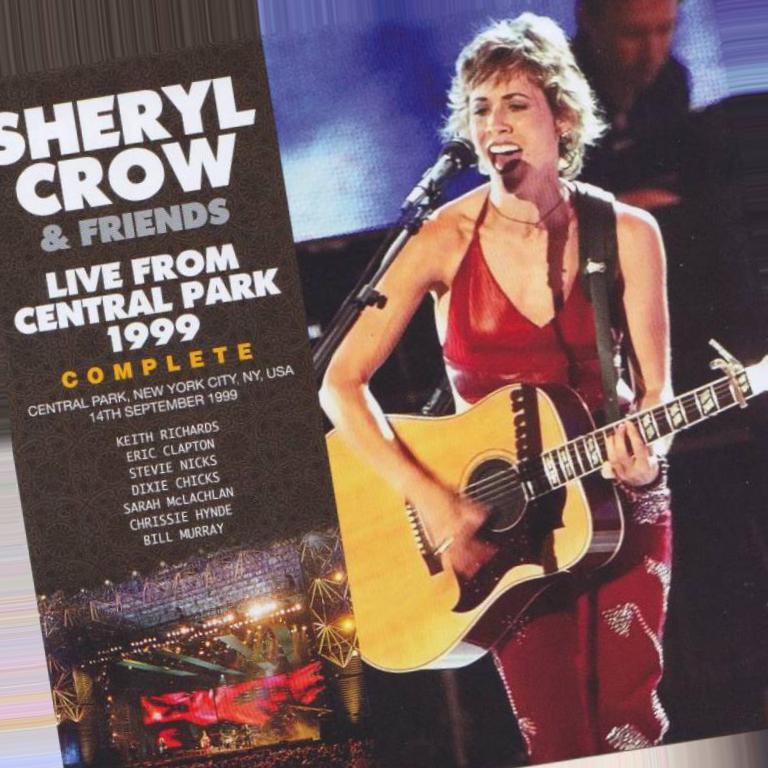 SHERYL
CROW
& FRIENDS
LIVE FROM
CENTRAL PARK
1999
COMPLETE
CENTRAL PARK, NEW YORK CITY, NY, USA
14TH SEPTEMBER 1999
KEITH RICHARDS
ERIC CLAPTON
STEVIE NICKS
DIXIE CHICKS
SARAH McLACHLAN
CHRISSIE HYNDE
BILL MURRAY